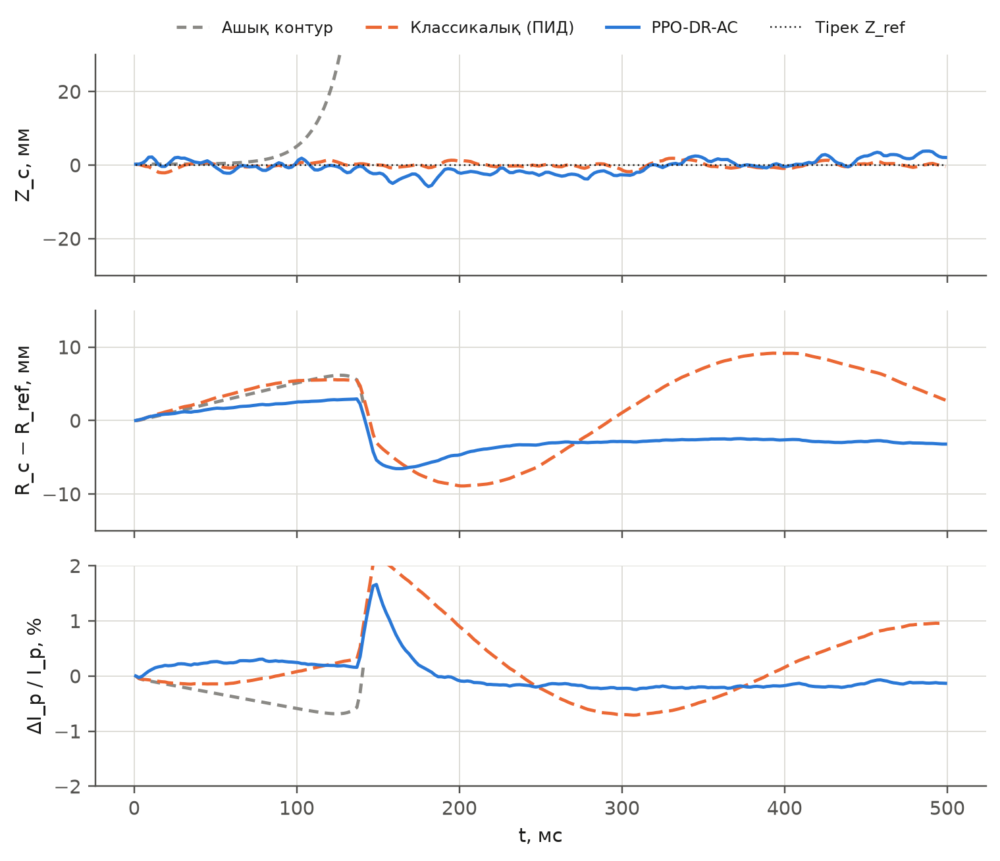 Ашық контур Классикалық (ПИД) PPO-DR-AC Тірек Z_ref
Z_c, мм
20
0
−20
R_c − R_ref, мм
10
0
−10
ΔI_p / I_p, %
2
1
0
−1
−2
0 100 200 300 400 500
t, мс